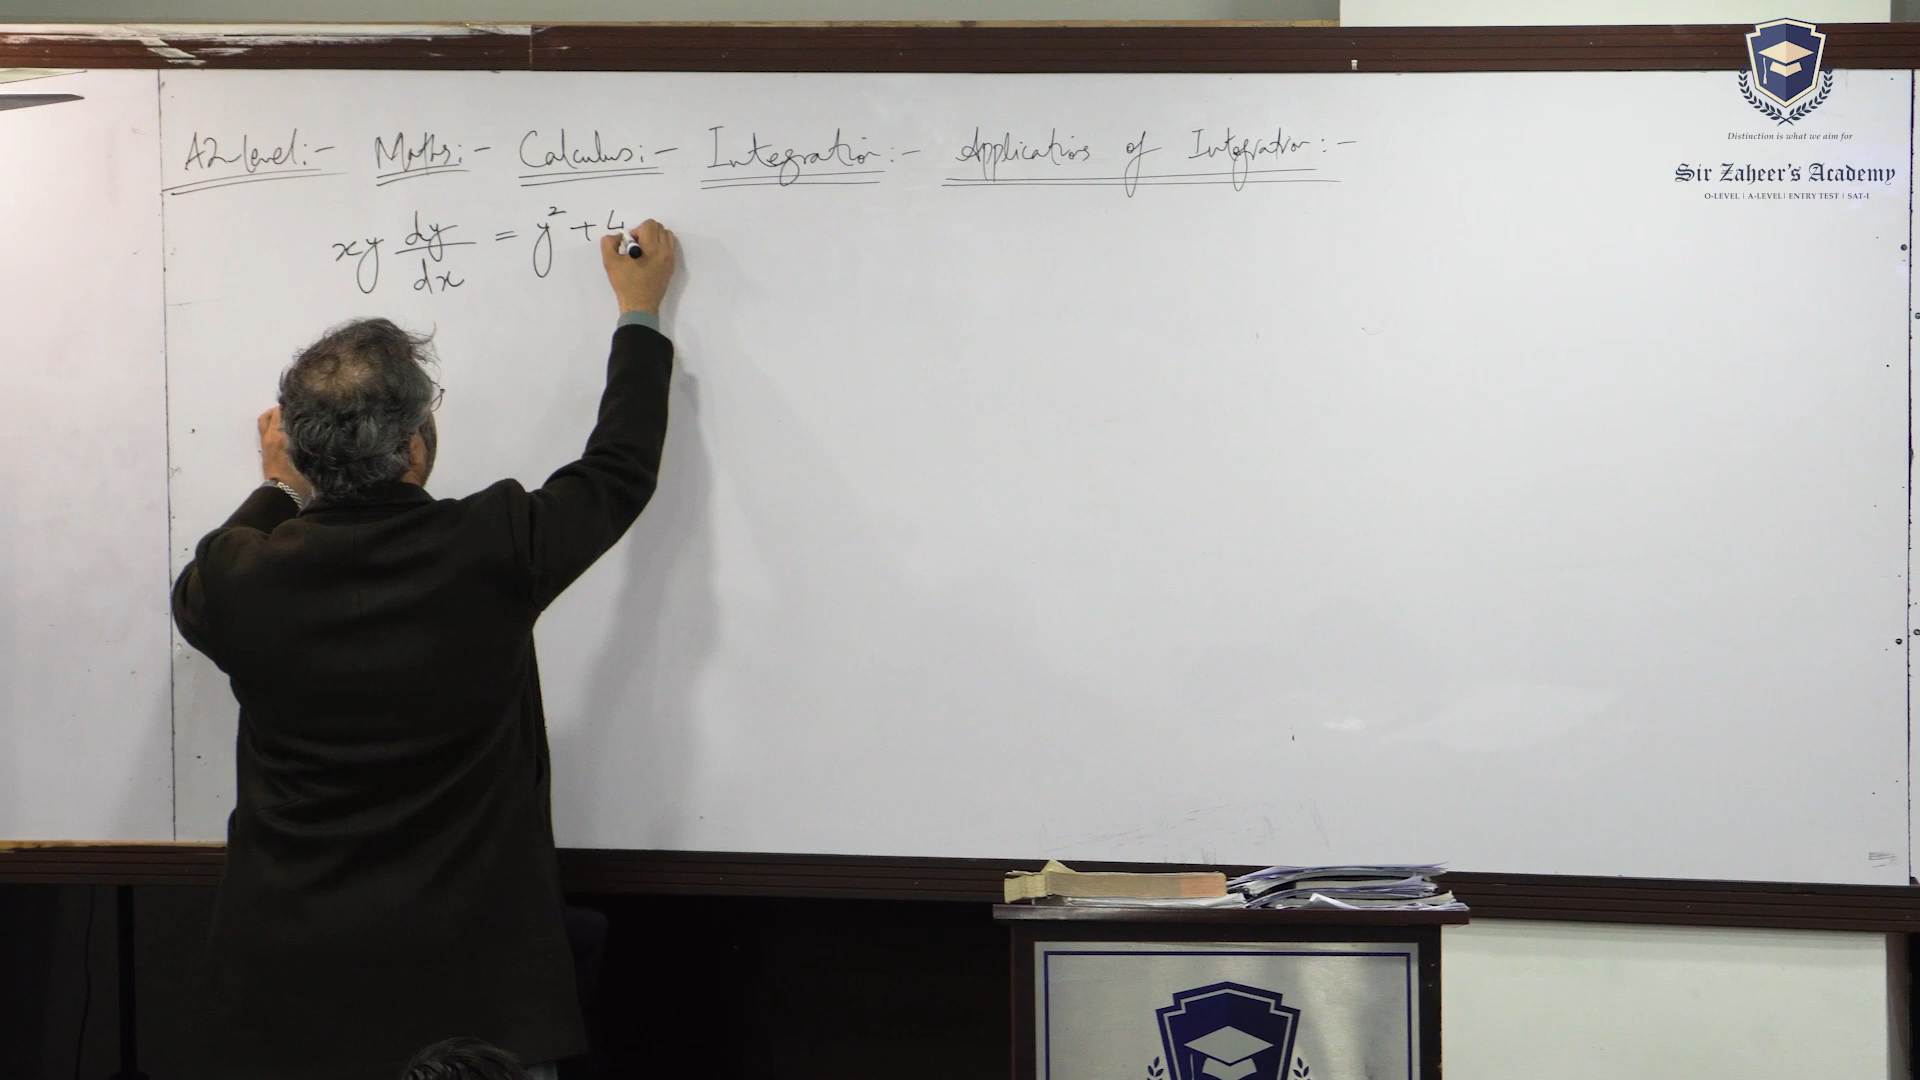 A2-level:- Maths:- Calculus:- Integration:- Applications of Integration:-
xy dy/dx = y² + 4
Distinction is what we aim for
Sir Zaheer's Academy
O-LEVEL | A-LEVEL | ENTRY TEST | SAT-I